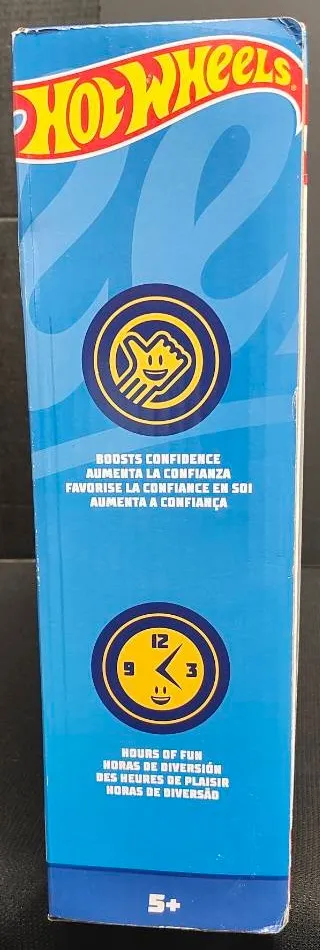 HOT WHEELS
BOOSTS CONFIDENCE
AUMENTA LA CONFIANZA
FAVORISE LA CONFIANCE EN SOI
AUMENTA A CONFIANÇA
12
9 3
HOURS OF FUN
HORAS DE DIVERSIÓN
DES HEURES DE PLAISIR
HORAS DE DIVERSÃO
5+